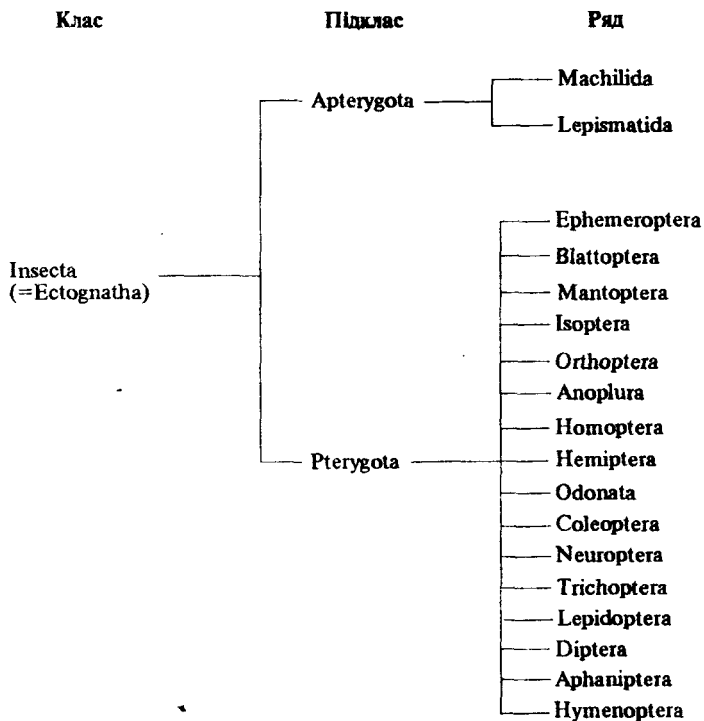 Клас Підклас Ряд
Machilida
Apterygota
Lepismatida
Ephemeroptera
Blattoptera
Insecta
(=Ectognatha)
Mantoptera
Isoptera
Orthoptera
Anoplura
Homoptera
Pterygota
Hemiptera
Odonata
Coleoptera
Neuroptera
Trichoptera
Lepidoptera
Diptera
Aphaniptera
Hymenoptera